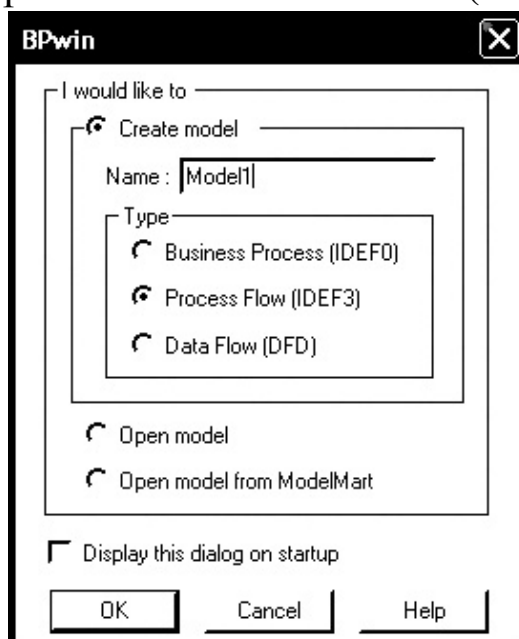 BPwin
I would like to
Create model
Name : Model1
Type
Business Process (IDEF0)
Process Flow (IDEF3)
Data Flow (DFD)
Open model
Open model from ModelMart
Display this dialog on startup
OK Cancel Help